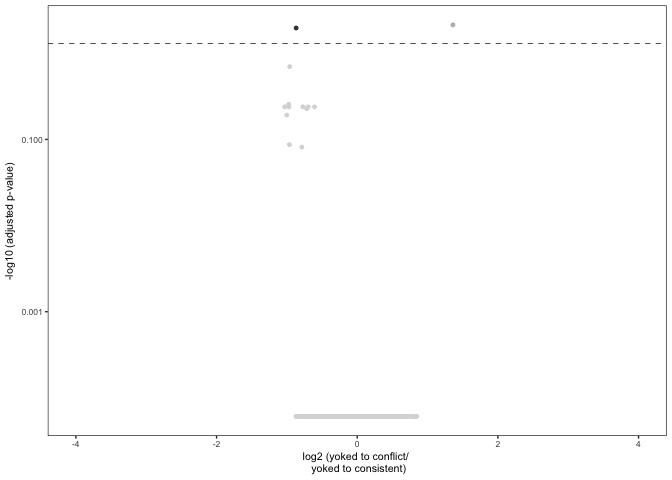 0.100
0.001
-log10 (adjusted p-value)
-4
-2
0
2
4
log2 (yoked to conflict/
yoked to consistent)